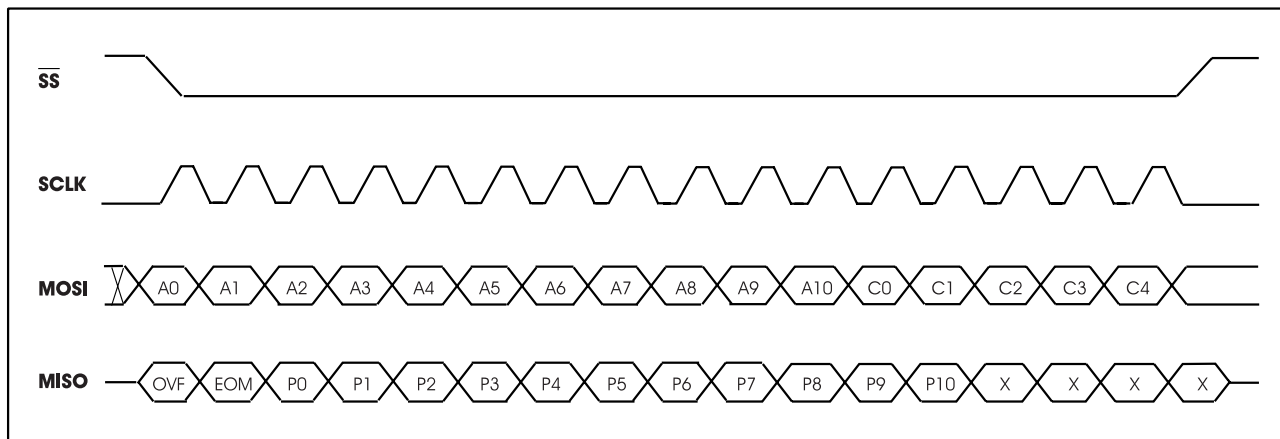 SS
SCLK
MOSI A0 A1 A2 A3 A4 A5 A6 A7 A8 A9 A10 C0 C1 C2 C3 C4
MISO OVF EOM P0 P1 P2 P3 P4 P5 P6 P7 P8 P9 P10 X X X X